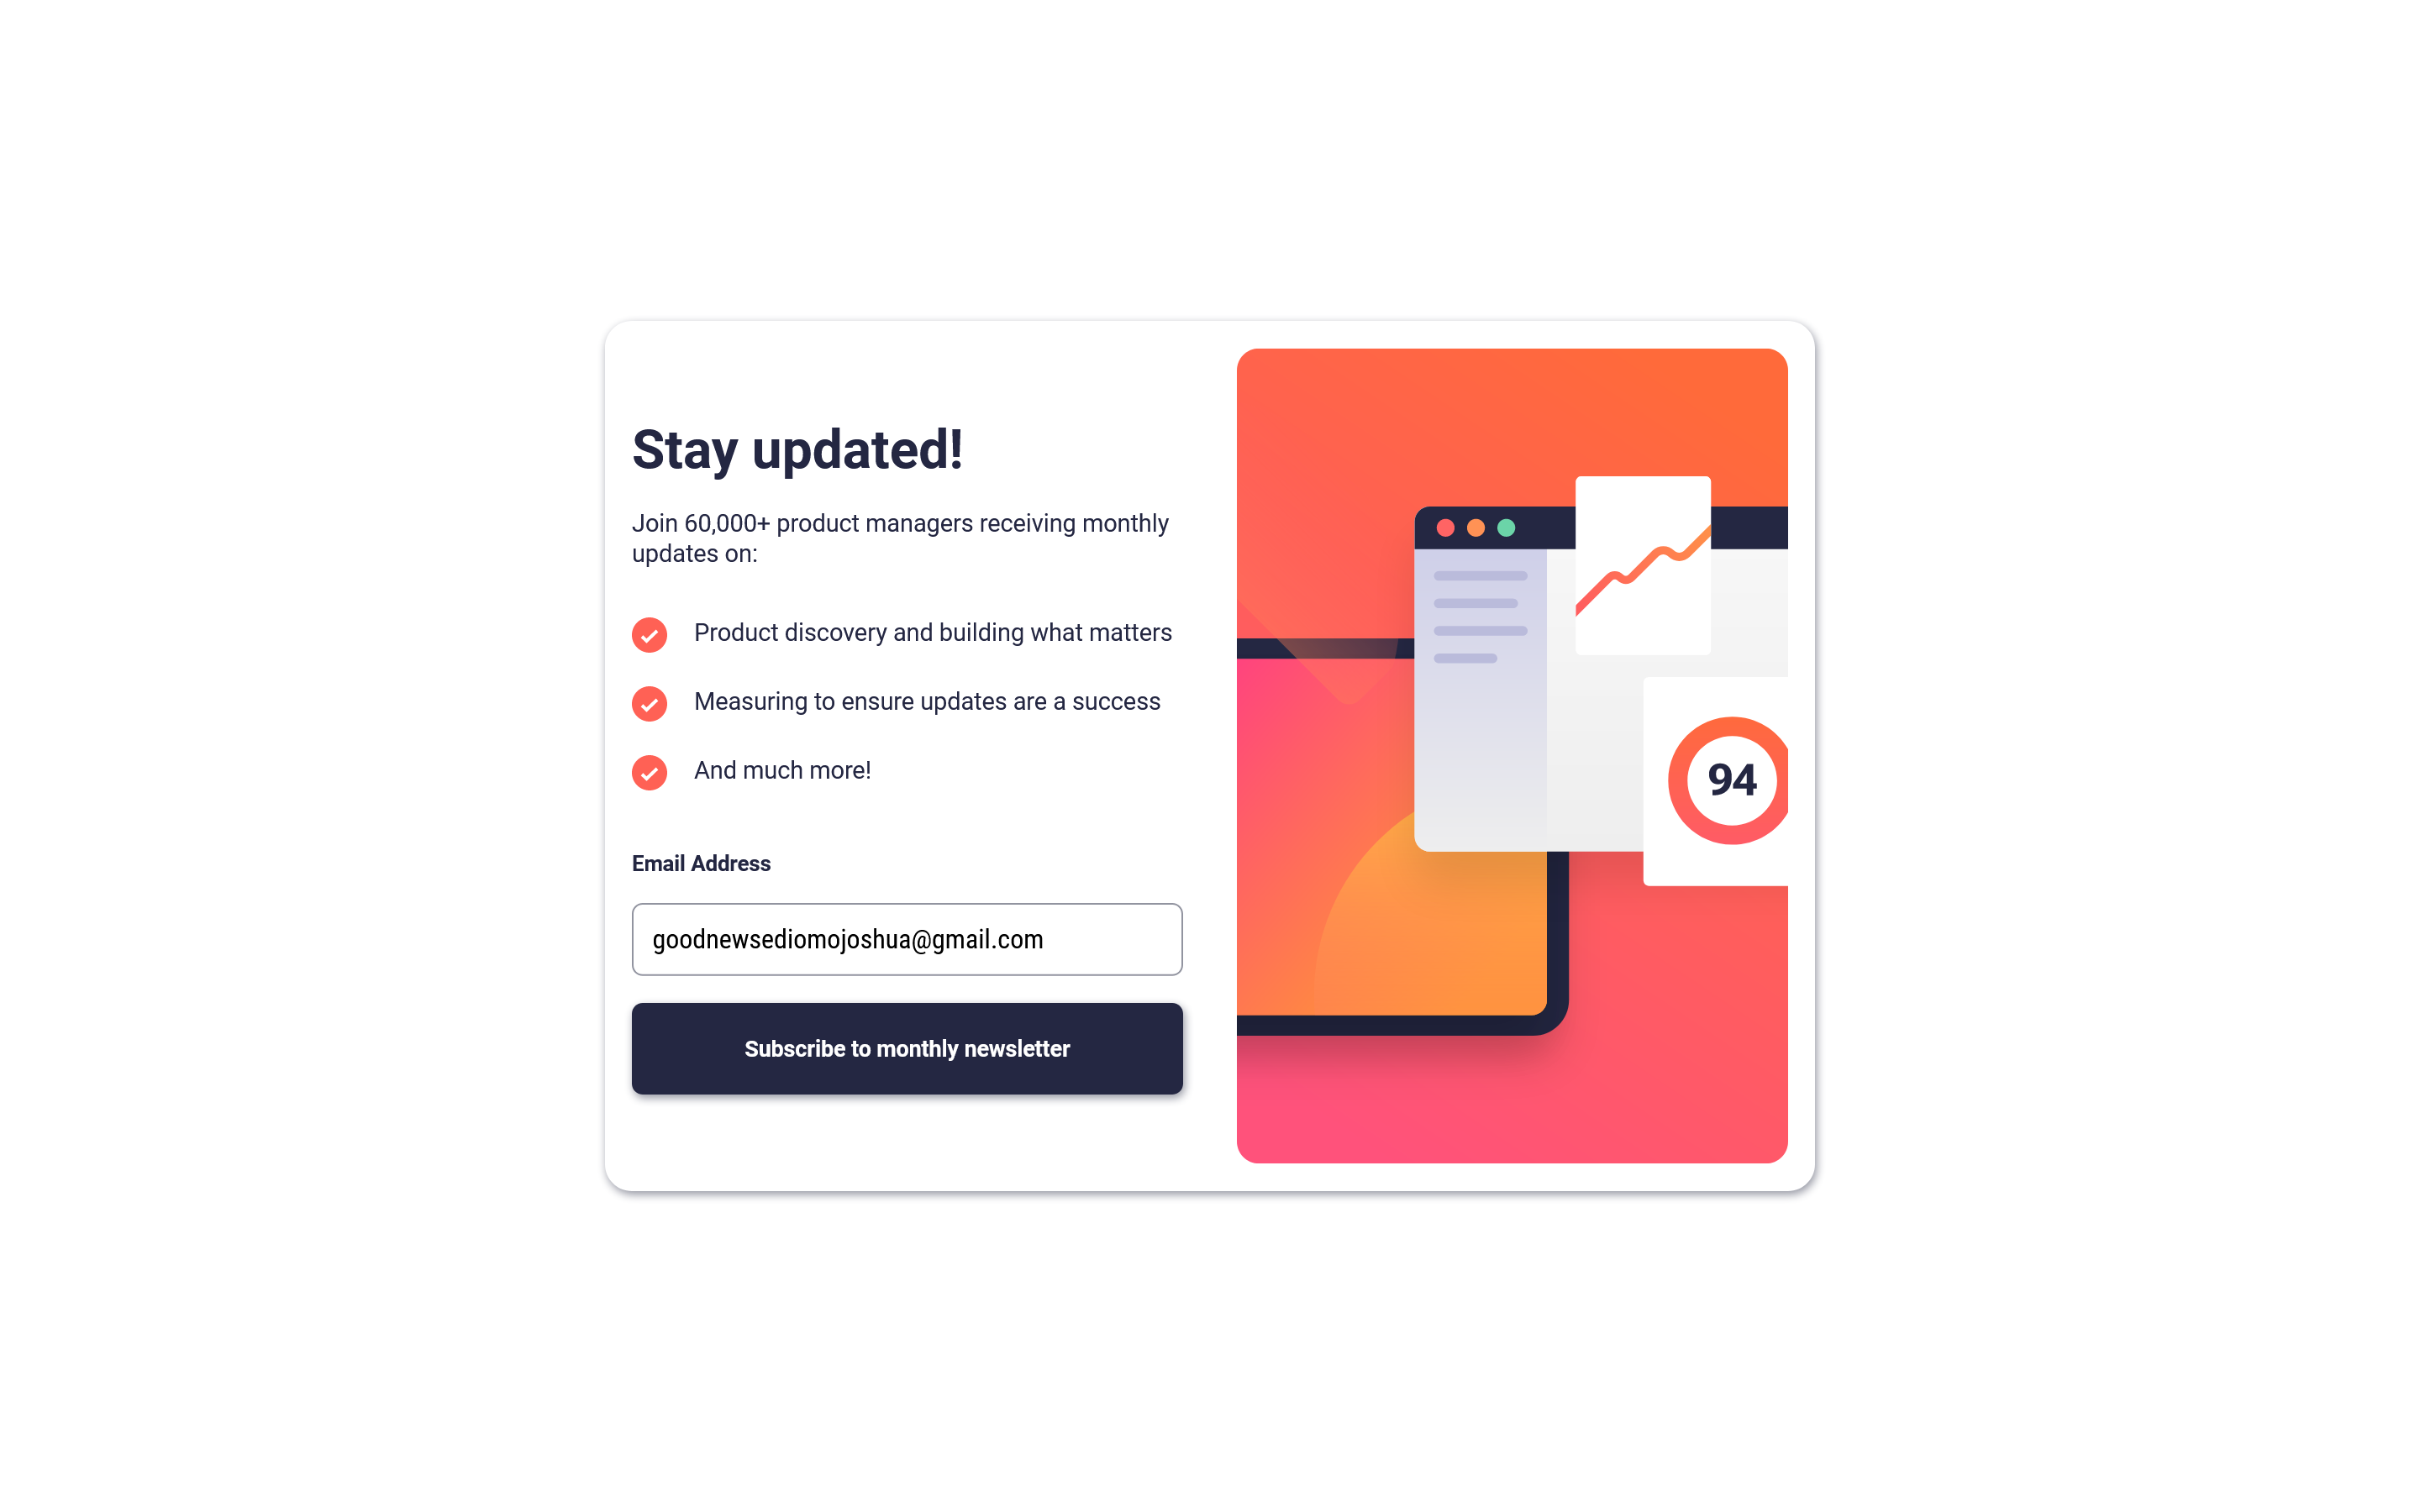 Stay updated!
Join 60,000+ product managers receiving monthly
updates on:
Product discovery and building what matters
Measuring to ensure updates are a success
And much more!
Email Address
goodnewsediomojoshua@gmail.com
Subscribe to monthly newsletter
94